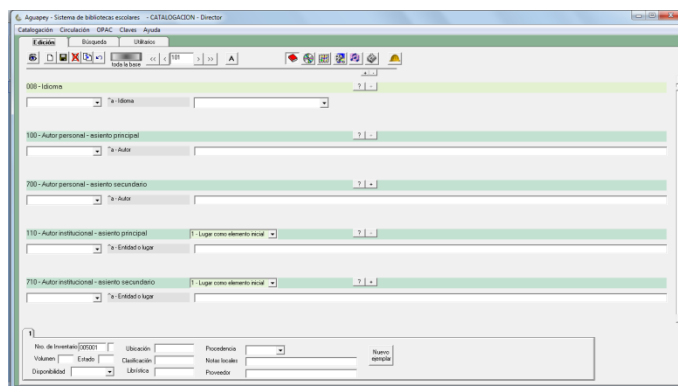 Aguapey - Sistema de bibliotecas escolares - CATALOGACION - Director
Catalogación Circulación OPAC Claves Ayuda
Edición Búsqueda Utilitarios
toda la base << < 101 > >> A
+ -
008 - Idioma ? -
^a - Idioma
100 - Autor personal - asiento principal ? -
^a - Autor
700 - Autor personal - asiento secundario ? +
^a - Autor
110 - Autor institucional - asiento principal 1 - Lugar como elemento inicial ? -
^a - Entidad o lugar
710 - Autor institucional - asiento secundario 1 - Lugar como elemento inicial ? +
^a - Entidad o lugar
1
Nro. de Inventario 005001 Ubicación Procedencia Nuevo ejemplar
Volumen Estado Clasificación Notas locales
Disponibilidad Librística Proveedor